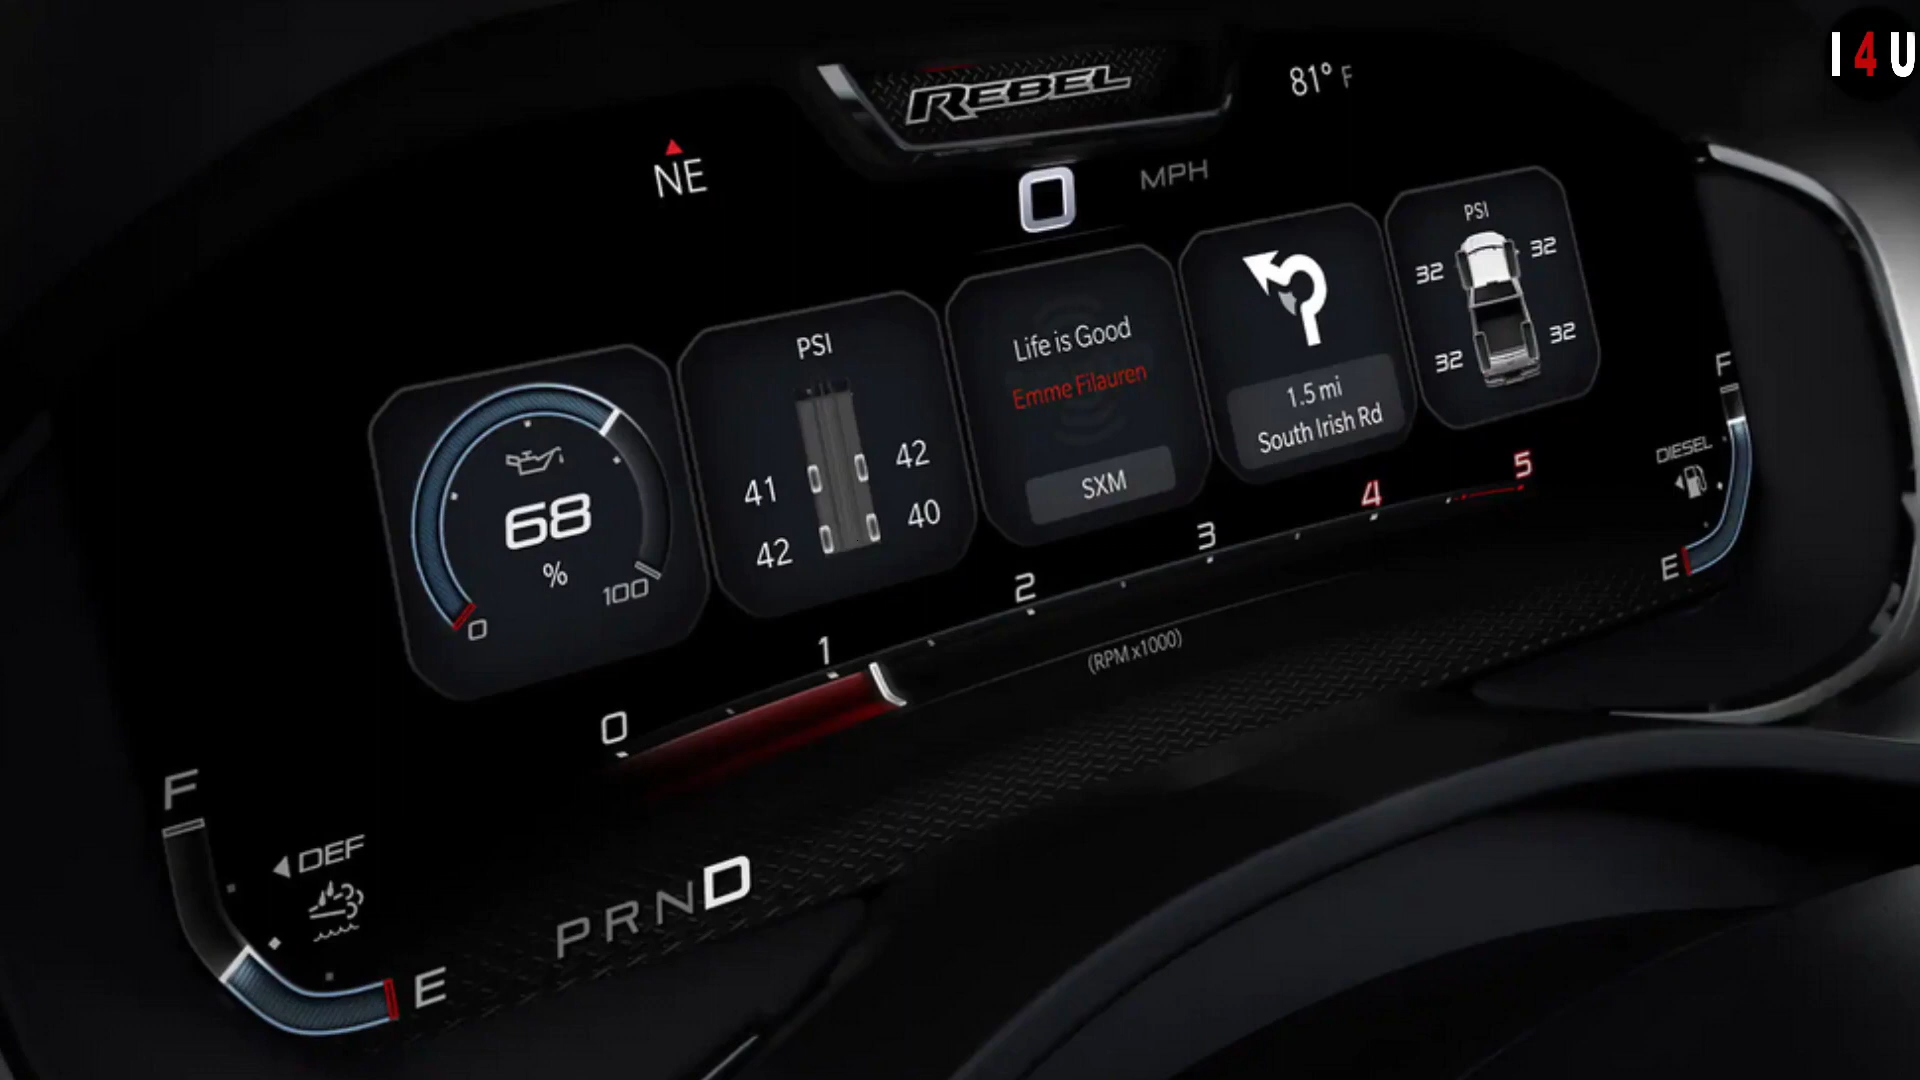 I 4 U
REBEL
81° F
NE
0 MPH
68
%
0
100
PSI
41
42
42
40
Life is Good
Emme Filauren
SXM
1.5 mi
South Irish Rd
PSI
32
32
32
32
0
1
2
3
4
5
(RPM x1000)
F
DIESEL
E
F
DEF
E
PRND